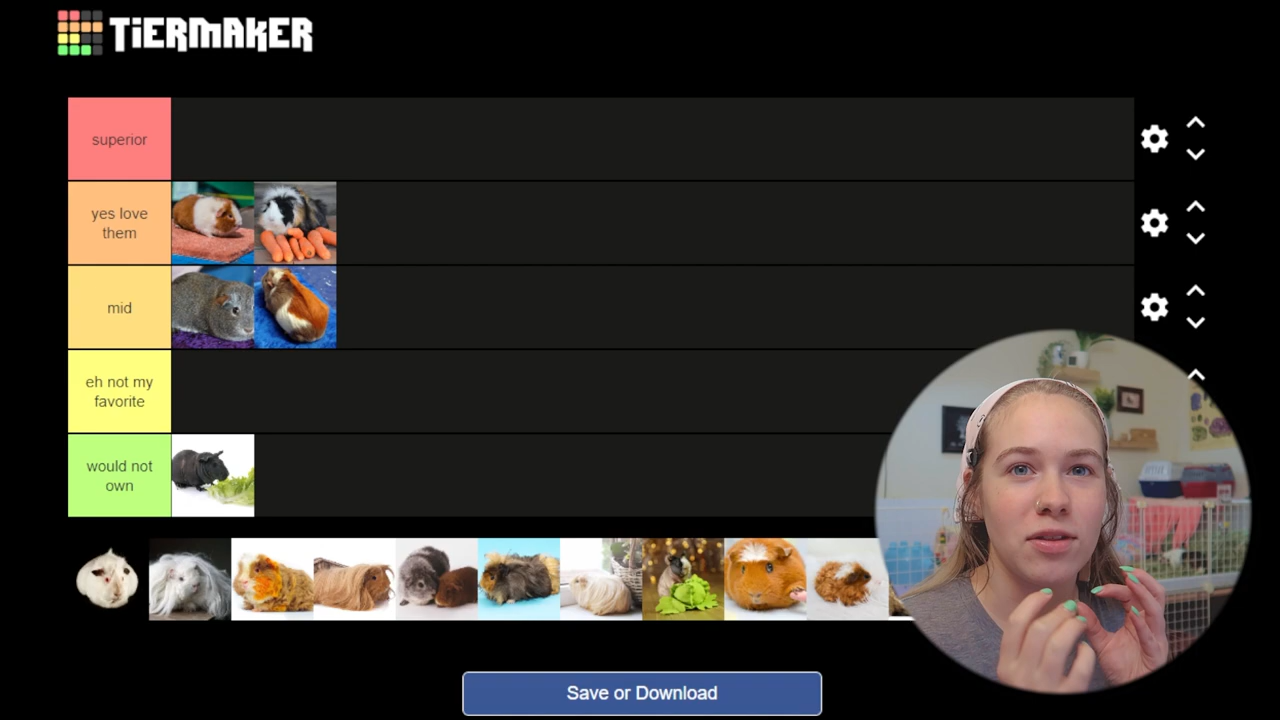 TiERMAKER
superior
yes love
them
mid
eh not my
favorite
would not
own
Save or Download